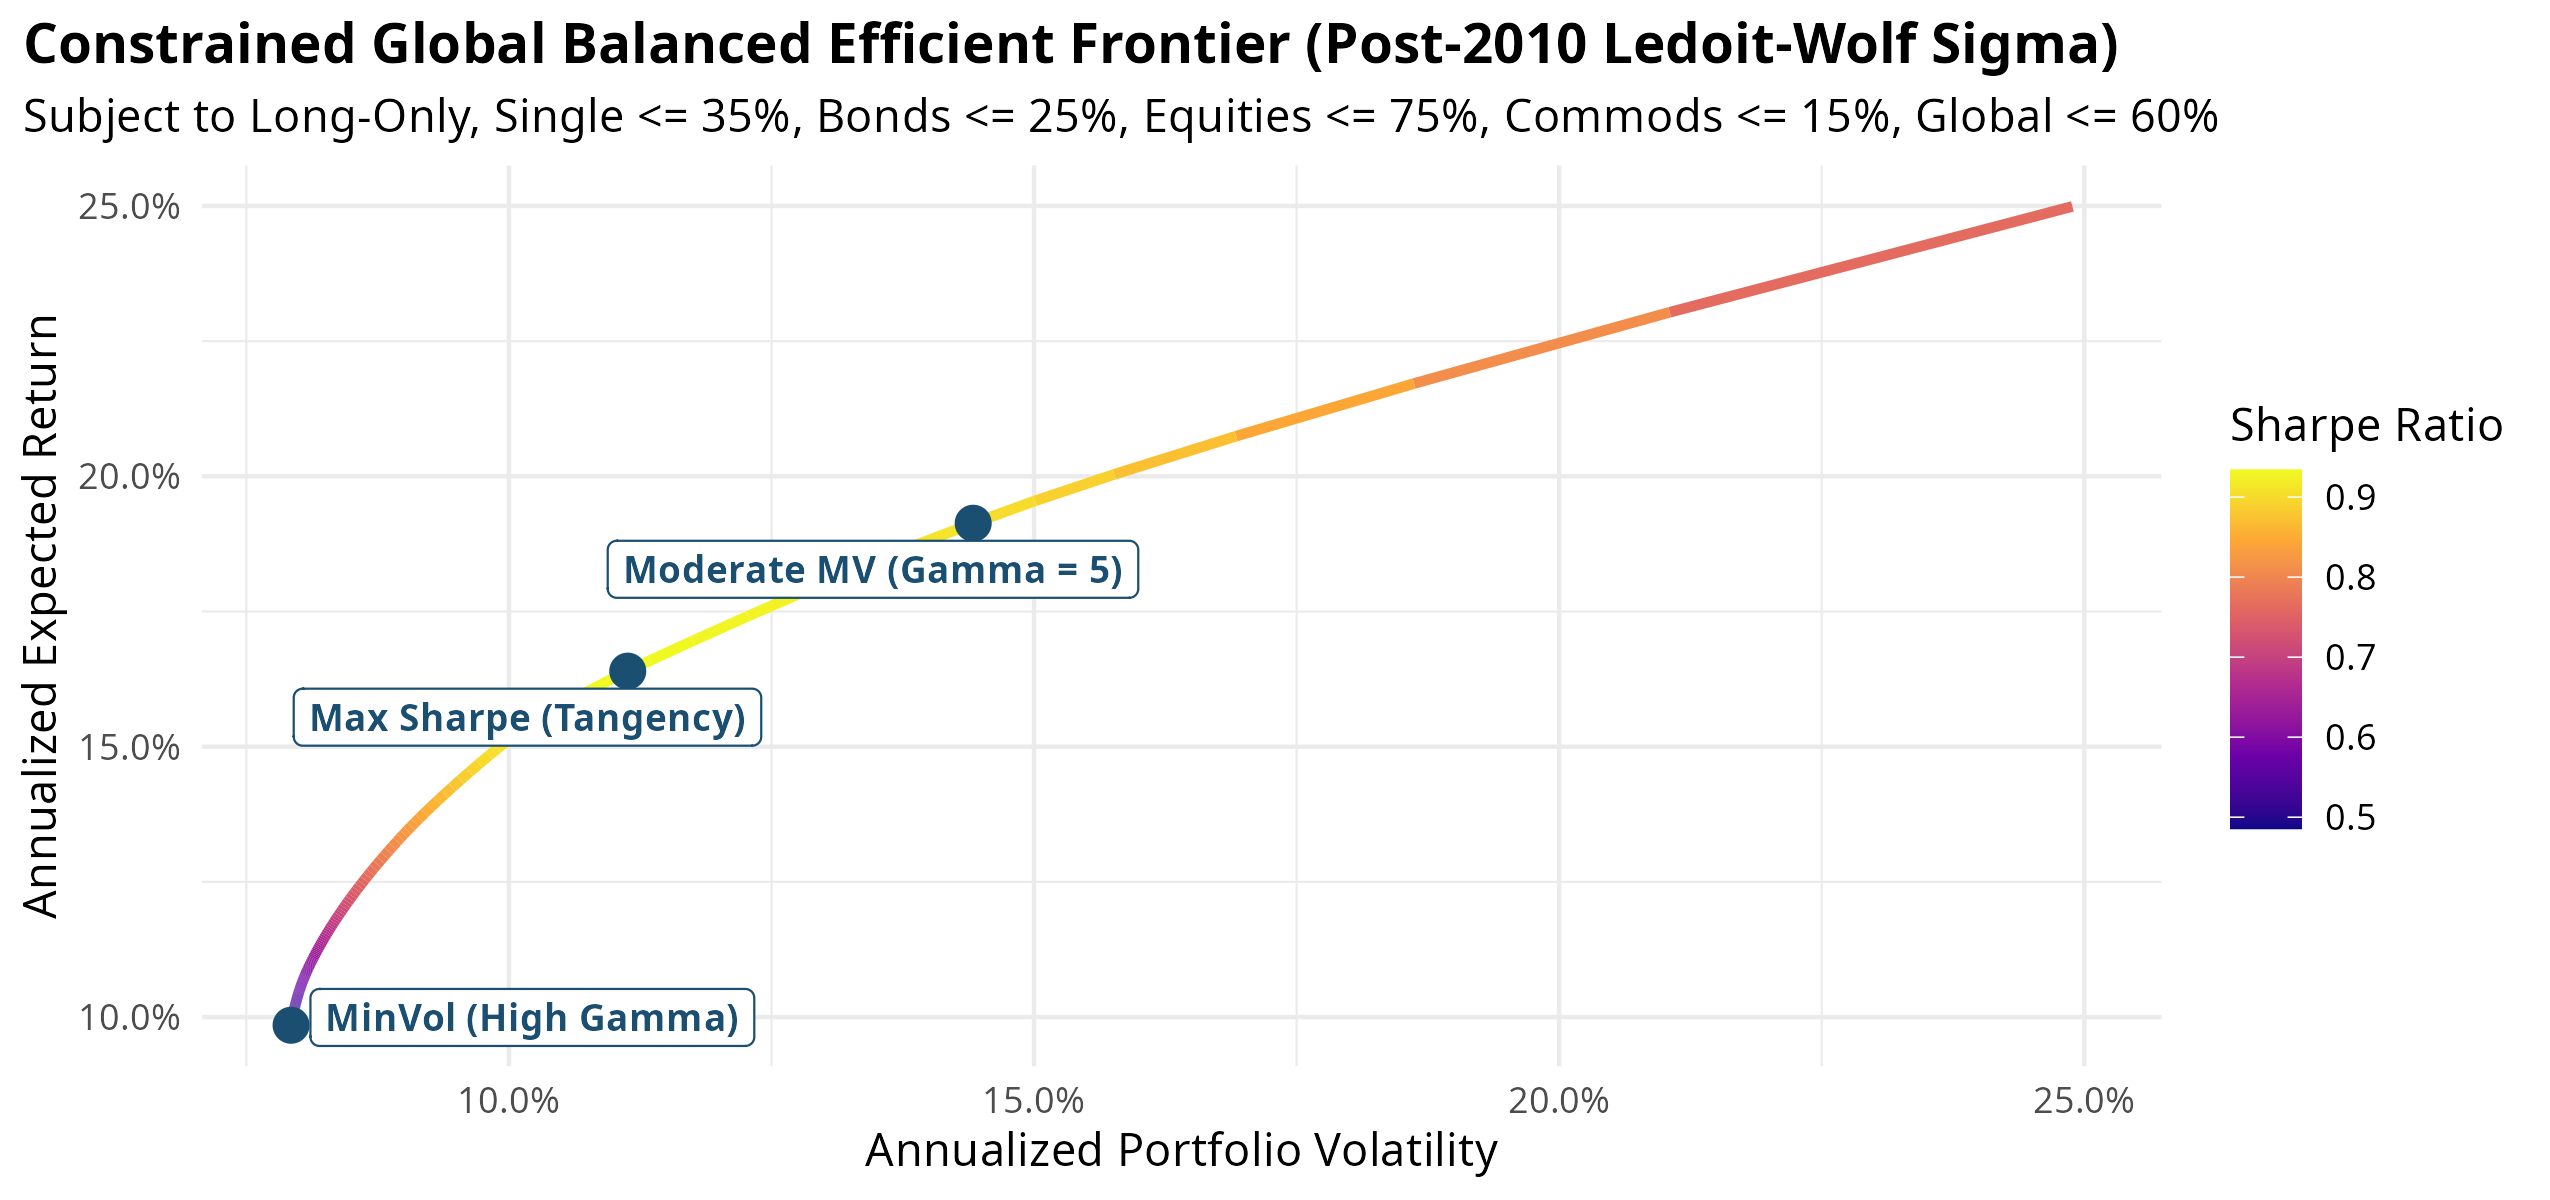 Constrained Global Balanced Efficient Frontier (Post-2010 Ledoit-Wolf Sigma)
Subject to Long-Only, Single <= 35%, Bonds <= 25%, Equities <= 75%, Commods <= 15%, Global <= 60%
Annualized Expected Return
25.0%
20.0%
15.0%
10.0%
Moderate MV (Gamma = 5)
Max Sharpe (Tangency)
MinVol (High Gamma)
10.0%
15.0%
20.0%
25.0%
Annualized Portfolio Volatility
Sharpe Ratio
0.9
0.8
0.7
0.6
0.5